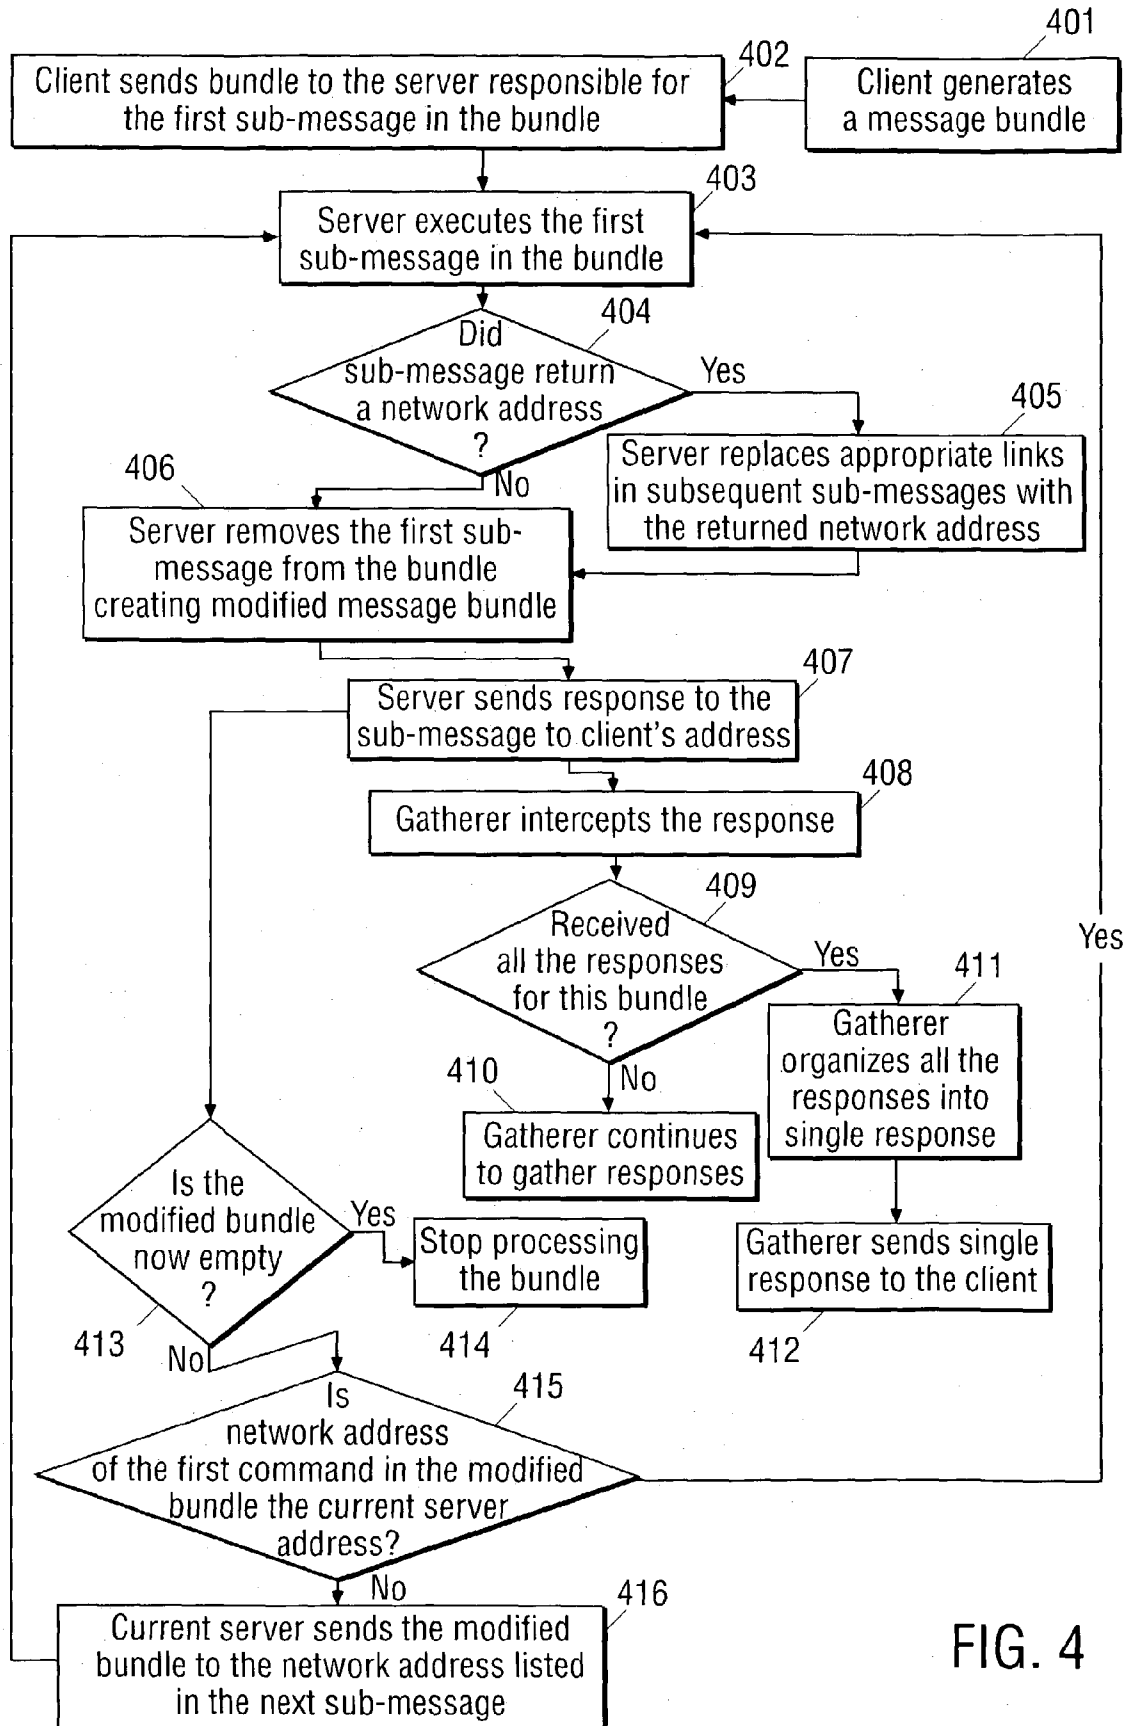 401
402
Client sends bundle to the server responsible for
the first sub-message in the bundle
Client generates
a message bundle
403
Server executes the first
sub-message in the bundle
404
Did
sub-message return
a network address
?
Yes
405
Server replaces appropriate links
in subsequent sub-messages with
the returned network address
No
406
Server removes the first sub-
message from the bundle
creating modified message bundle
407
Server sends response to the
sub-message to client's address
408
Gatherer intercepts the response
409
Received
all the responses
for this bundle
?
Yes
Yes
411
Gatherer
organizes all the
responses into
single response
No
410
Gatherer continues
to gather responses
Is the
modified bundle
now empty
?
Yes
413
Stop processing
the bundle
414
Gatherer sends single
response to the client
412
No
415
Is
network address
of the first command in the modified
bundle the current server
address?
No
416
Current server sends the modified
bundle to the network address listed
in the next sub-message
FIG. 4